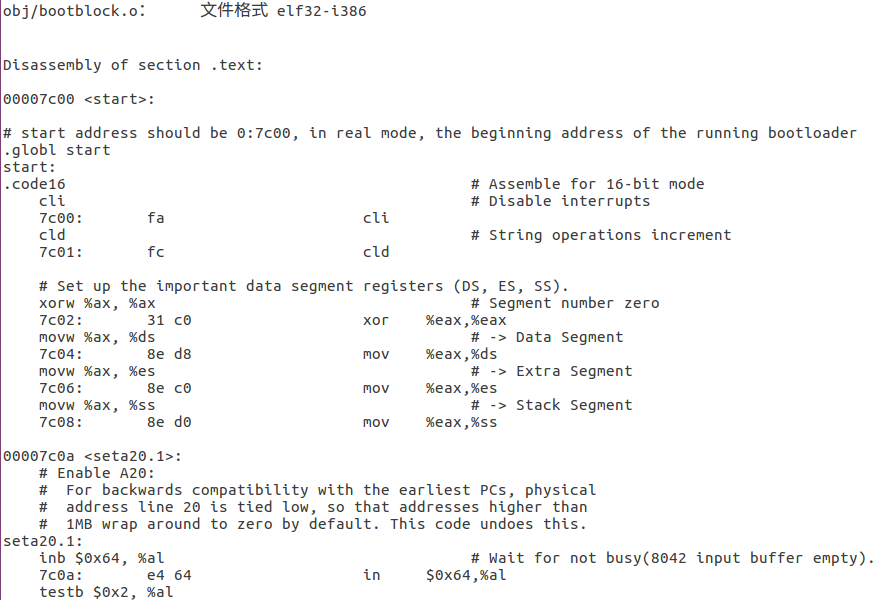 obj/bootblock.o:      文件格式 elf32-i386


Disassembly of section .text:

00007c00 <start>:

# start address should be 0:7c00, in real mode, the beginning address of the running bootloader
.globl start
start:
.code16                                             # Assemble for 16-bit mode
    cli                                             # Disable interrupts
    7c00:       fa                      cli
    cld                                             # String operations increment
    7c01:       fc                      cld

    # Set up the important data segment registers (DS, ES, SS).
    xorw %ax, %ax                                   # Segment number zero
    7c02:       31 c0                   xor    %eax,%eax
    movw %ax, %ds                                   # -> Data Segment
    7c04:       8e d8                   mov    %eax,%ds
    movw %ax, %es                                   # -> Extra Segment
    7c06:       8e c0                   mov    %eax,%es
    movw %ax, %ss                                   # -> Stack Segment
    7c08:       8e d0                   mov    %eax,%ss

00007c0a <seta20.1>:
    # Enable A20:
    #  For backwards compatibility with the earliest PCs, physical
    #  address line 20 is tied low, so that addresses higher than
    #  1MB wrap around to zero by default. This code undoes this.
seta20.1:
    inb $0x64, %al                                  # Wait for not busy(8042 input buffer empty).
    7c0a:       e4 64                   in     $0x64,%al
    testb $0x2, %al